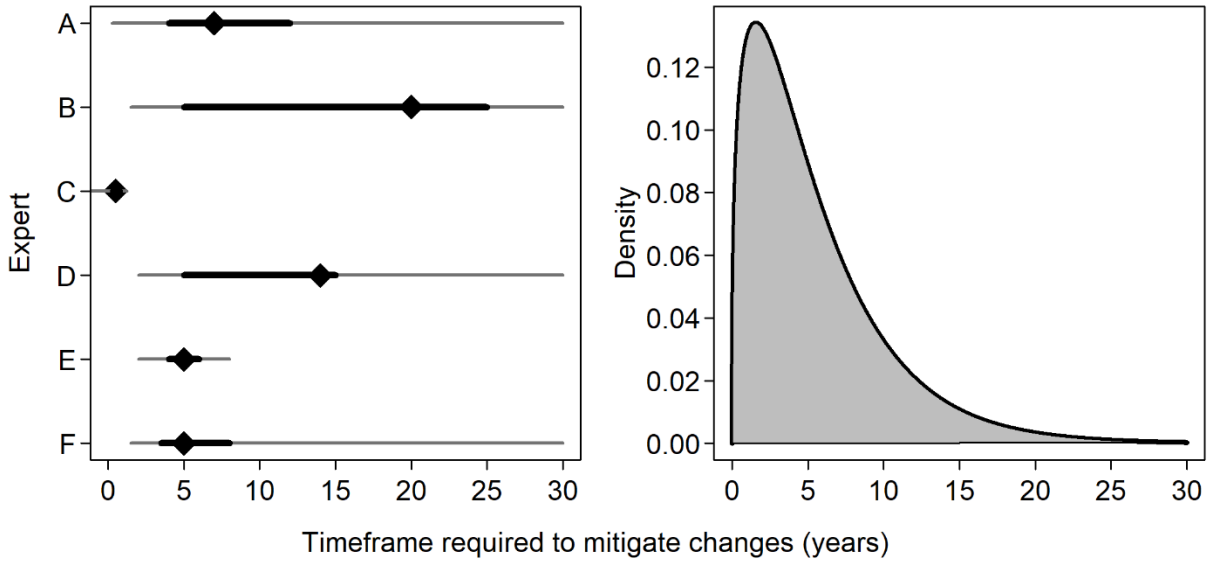 Expert
A
B
C
D
E
F
0 5 10 15 20 25 30
Density
0.12
0.10
0.08
0.06
0.04
0.02
0.00
0 5 10 15 20 25 30
Timeframe required to mitigate changes (years)